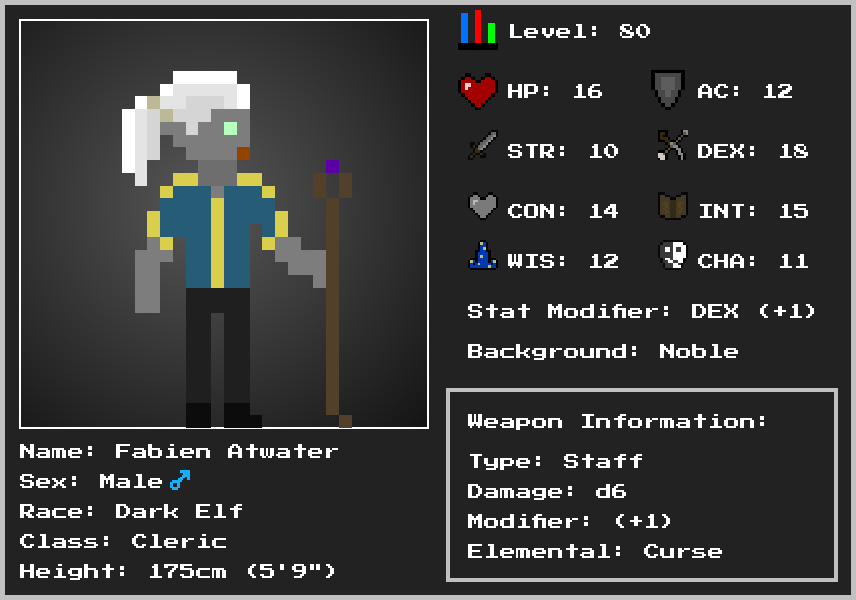 Level: 80
HP: 16 AC: 12
STR: 10 DEX: 18
CON: 14 INT: 15
WIS: 12 CHA: 11
Stat Modifier: DEX (+1)
Background: Noble
Weapon Information:
Type: Staff
Damage: d6
Modifier: (+1)
Elemental: Curse
Name: Fabien Atwater
Sex: Male♂
Race: Dark Elf
Class: Cleric
Height: 175cm (5'9")